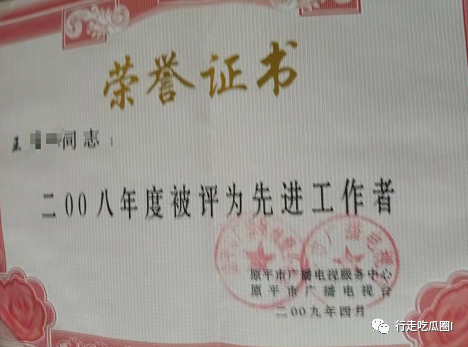 荣誉证书
王 同志：
二00八年度被评为先进工作者
原平市广播电视服务中心
原平市广播电视台
二00九年四月
行走吃瓜圈I